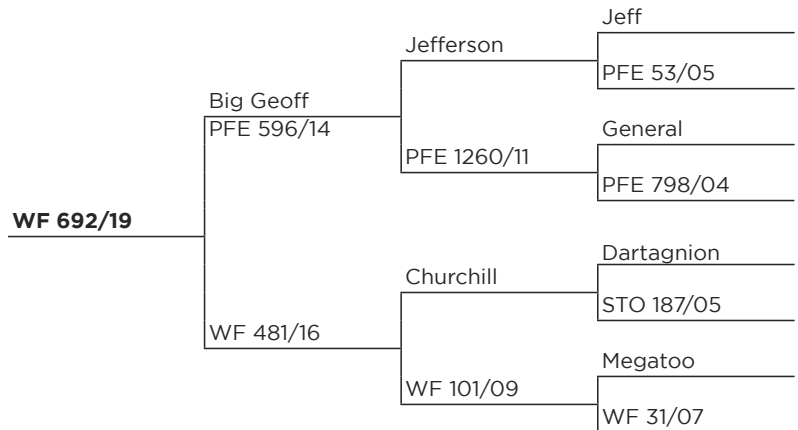 Jeff
Jefferson
PFE 53/05
Big Geoff
PFE 596/14
General
PFE 1260/11
PFE 798/04
WF 692/19
Dartagnion
Churchill
STO 187/05
WF 481/16
Megatoo
WF 101/09
WF 31/07